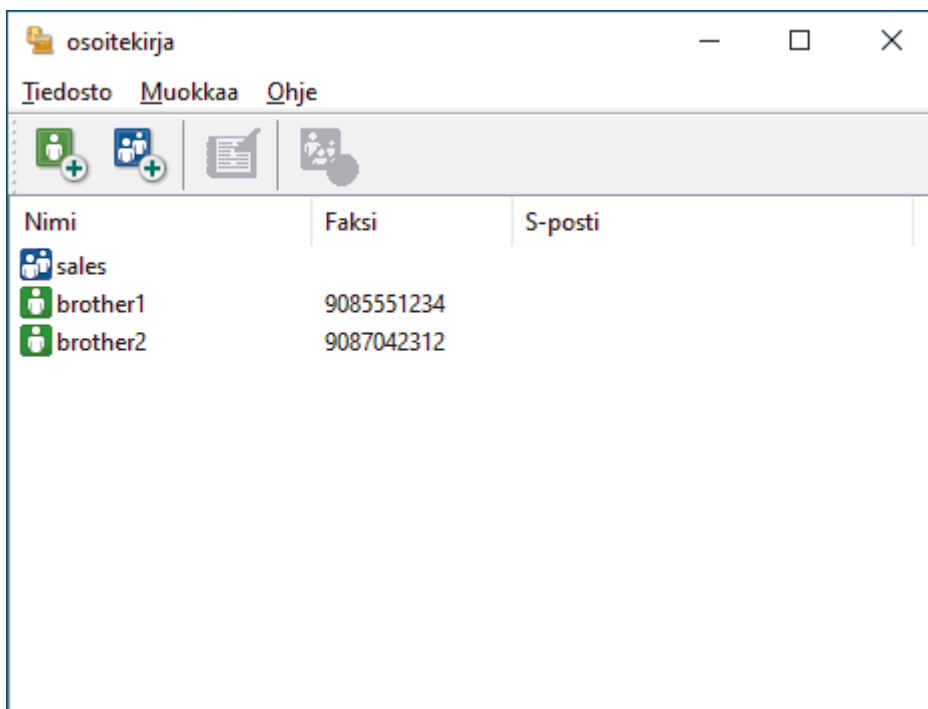 osoitekirja
Tiedosto Muokkaa Ohje
Nimi Faksi S-posti
sales
brother1 9085551234
brother2 9087042312